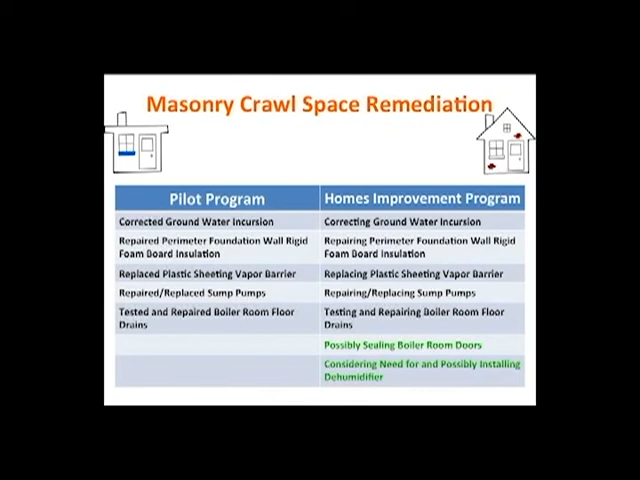 Masonry Crawl Space Remediation
Pilot Program
Homes Improvement Program
Corrected Ground Water Incursion
Correcting Ground Water Incursion
Repaired Perimeter Foundation Wall Rigid
Foam Board Insulation
Repairing Perimeter Foundation Wall Rigid
Foam Board Insulation
Replaced Plastic Sheeting Vapor Barrier
Replacing Plastic Sheeting Vapor Barrier
Repaired/Replaced Sump Pumps
Repairing/Replacing Sump Pumps
Tested and Repaired Boiler Room Floor
Drains
Testing and Repairing Boiler Room Floor
Drains
Possibly Sealing Boiler Room Doors
Considering Need for and Possibly Installing
Dehumidifier